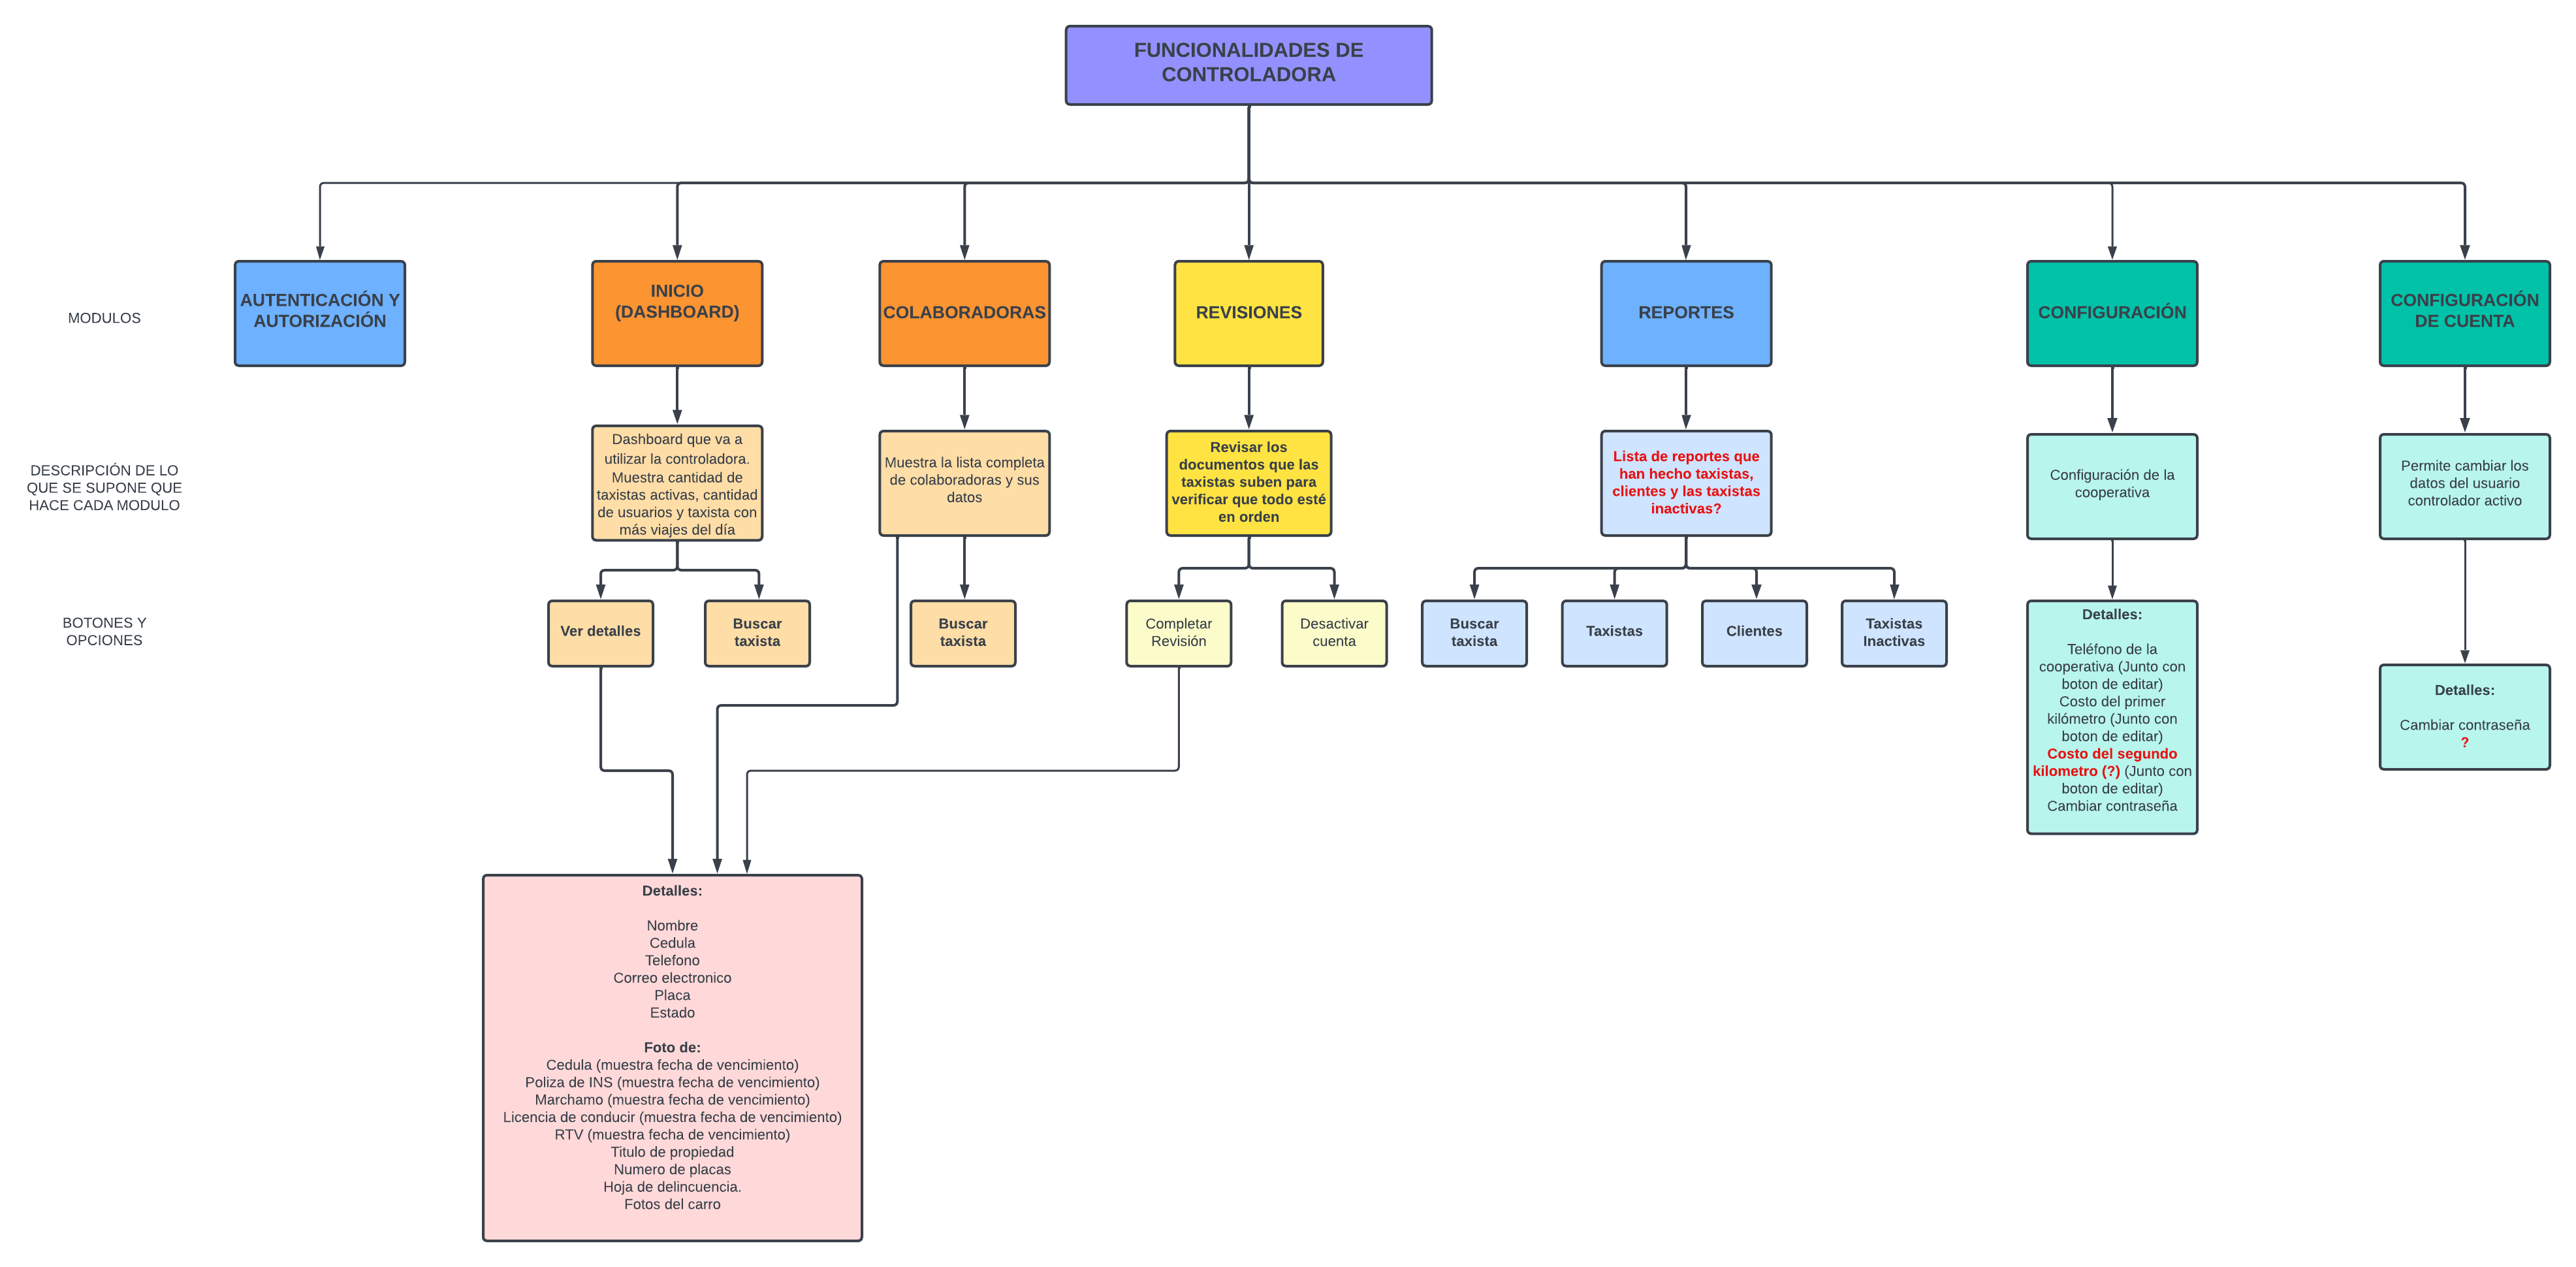 FUNCIONALIDADES DE
CONTROLADORA
MODULOS
AUTENTICACIÓN Y
AUTORIZACIÓN
INICIO
(DASHBOARD)
COLABORADORAS
REVISIONES
REPORTES
CONFIGURACIÓN
CONFIGURACIÓN
DE CUENTA
DESCRIPCIÓN DE LO
QUE SE SUPONE QUE
HACE CADA MODULO
Dashboard que va a
utilizar la controladora.
Muestra cantidad de
taxistas activas, cantidad
de usuarios y taxista con
más viajes del día
Muestra la lista completa
de colaboradoras y sus
datos
Revisar los
documentos que las
taxistas suben para
verificar que todo esté
en orden
Lista de reportes que
han hecho taxistas,
clientes y las taxistas
inactivas?
Configuración de la
cooperativa
Permite cambiar los
datos del usuario
controlador activo
BOTONES Y
OPCIONES
Ver detalles
Buscar
taxista
Buscar
taxista
Completar
Revisión
Desactivar
cuenta
Buscar
taxista
Taxistas
Clientes
Taxistas
Inactivas
Detalles:
Teléfono de la
cooperativa (Junto con
boton de editar)
Costo del primer
kilómetro (Junto con
boton de editar)
Costo del segundo
kilometro (?) (Junto con
boton de editar)
Cambiar contraseña
Detalles:
Cambiar contraseña
?
Detalles:
Nombre
Cedula
Telefono
Correo electronico
Placa
Estado
Foto de:
Cedula (muestra fecha de vencimiento)
Poliza de INS (muestra fecha de vencimiento)
Marchamo (muestra fecha de vencimiento)
Licencia de conducir (muestra fecha de vencimiento)
RTV (muestra fecha de vencimiento)
Titulo de propiedad
Numero de placas
Hoja de delincuencia.
Fotos del carro